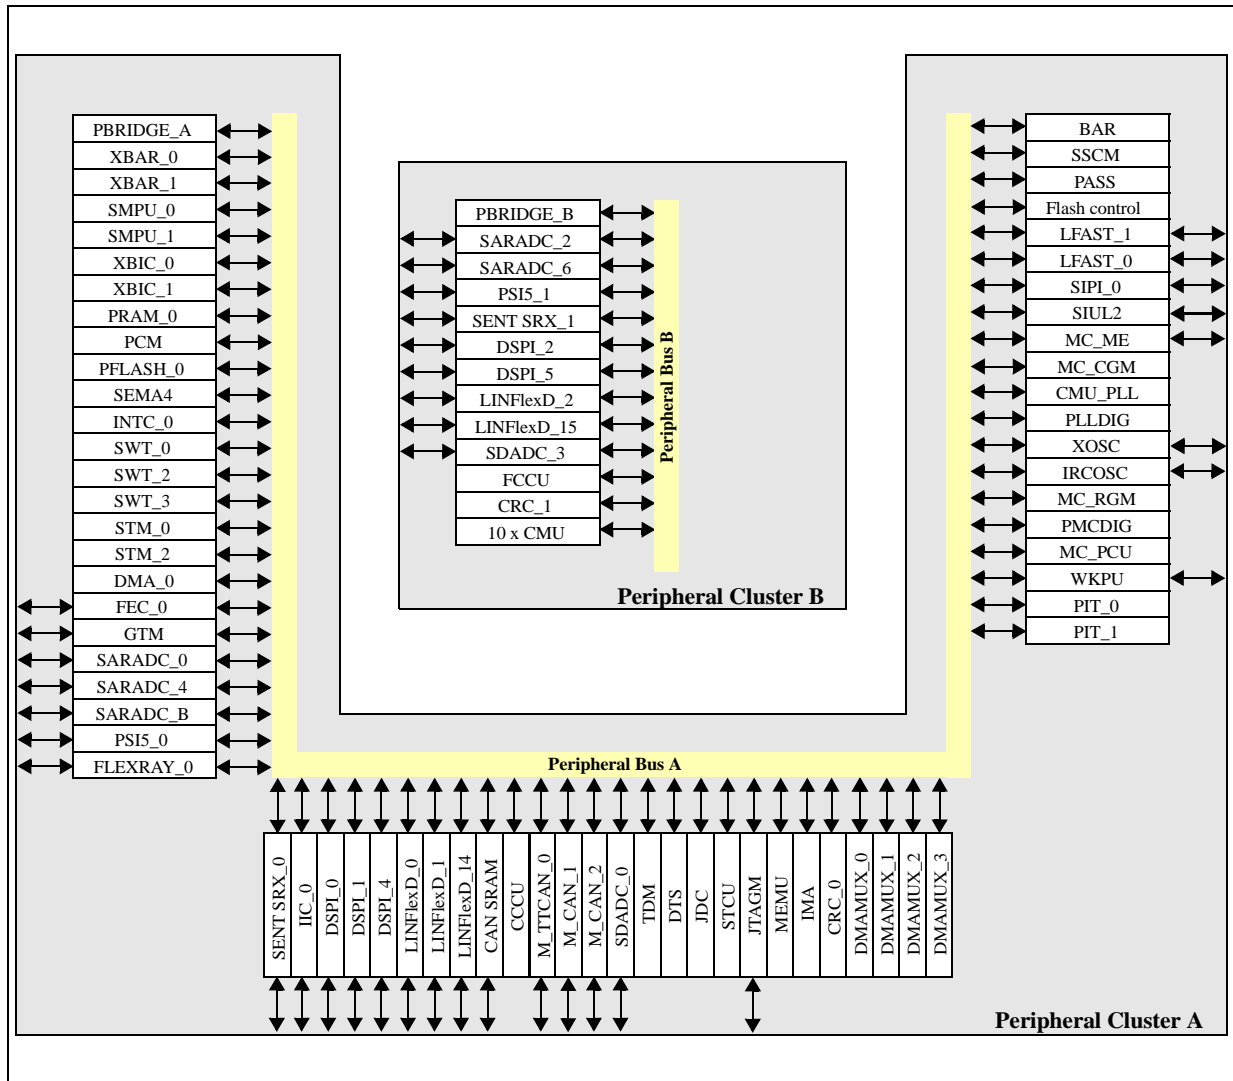 PBRIDGE_A
XBAR_0
XBAR_1
SMPU_0
SMPU_1
XBIC_0
XBIC_1
PRAM_0
PCM
PFLASH_0
SEMA4
INTC_0
SWT_0
SWT_2
SWT_3
STM_0
STM_2
DMA_0
FEC_0
GTM
SARADC_0
SARADC_4
SARADC_B
PSI5_0
FLEXRAY_0
PBRIDGE_B
SARADC_2
SARADC_6
PSI5_1
SENT SRX_1
DSPI_2
DSPI_5
LINFlexD_2
LINFlexD_15
SDADC_3
FCCU
CRC_1
10 x CMU
Peripheral Bus B
Peripheral Cluster B
BAR
SSCM
PASS
Flash control
LFAST_1
LFAST_0
SIPI_0
SIUL2
MC_ME
MC_CGM
CMU_PLL
PLLDIG
XOSC
IRCOSC
MC_RGM
PMCDIG
MC_PCU
WKPU
PIT_0
PIT_1
Peripheral Bus A
SENT SRX_0
IIC_0
DSPI_0
DSPI_1
DSPI_4
LINFlexD_0
LINFlexD_1
LINFlexD_14
CAN SRAM
CCCU
M_TTCAN_0
M_CAN_1
M_CAN_2
SDADC_0
TDM
DTS
JDC
STCU
JTAGM
MEMU
IMA
CRC_0
DMAMUX_0
DMAMUX_1
DMAMUX_2
DMAMUX_3
Peripheral Cluster A